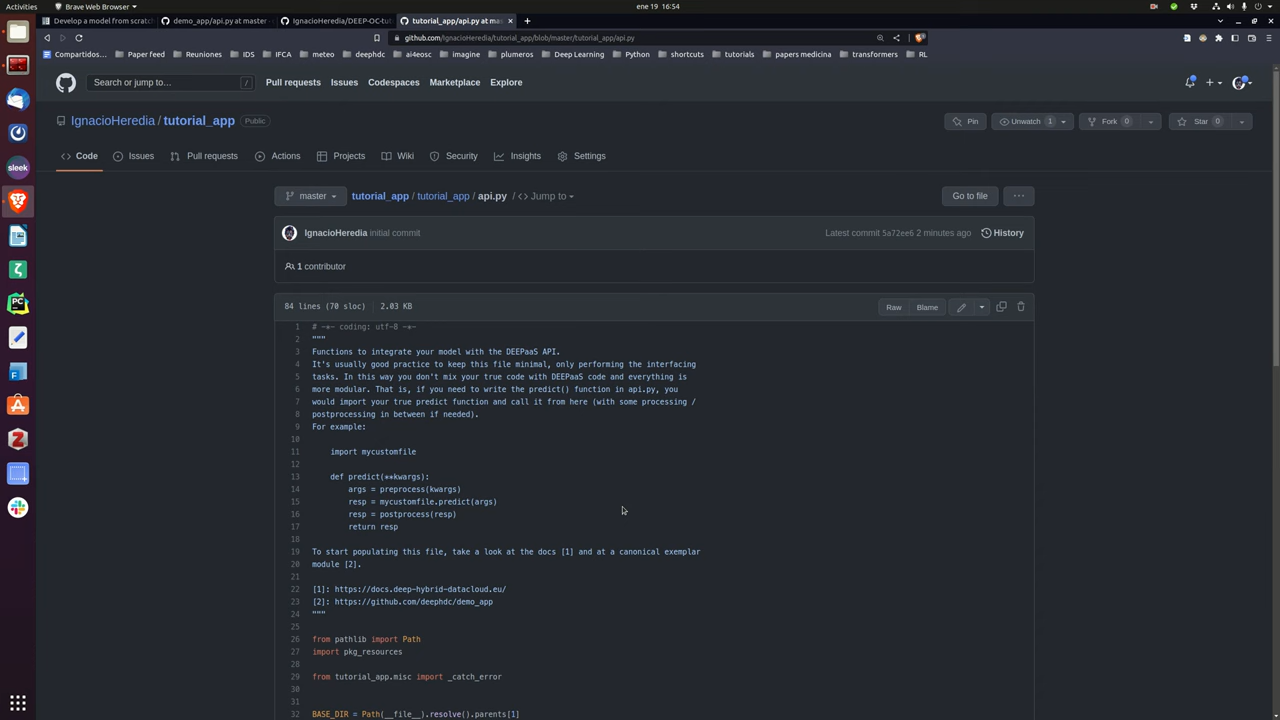 Activities
Brave Web Browser
ene 19 16:54
Develop a model from scratch
demo_app/api.py at master
IgnacioHeredia/DEEP-OC-tu
tutorial_app/api.py at mas
github.com/IgnacioHeredia/tutorial_app/blob/master/tutorial_app/api.py
Compartidos...
Paper feed
Reuniones
IDS
IFCA
meteo
deephdc
ai4eosc
imagine
plumeros
Deep Learning
Python
shortcuts
tutorials
papers medicina
transformers
RL
Search or jump to...
/
Pull requests
Issues
Codespaces
Marketplace
Explore
IgnacioHeredia / tutorial_app
Public
Pin
Unwatch 1
Fork 0
Star 0
Code
Issues
Pull requests
Actions
Projects
Wiki
Security
Insights
Settings
master
tutorial_app / tutorial_app / api.py / <> Jump to
Go to file
...
IgnacioHeredia initial commit
Latest commit 5a72ee6 2 minutes ago
History
1 contributor
84 lines (70 sloc) | 2.03 KB
Raw
Blame
1 # -*- coding: utf-8 -*-
2 """
3 Functions to integrate your model with the DEEPaaS API.
4 It's usually good practice to keep this file minimal, only performing the interfacing
5 tasks. In this way you don't mix your true code with DEEPaaS code and everything is
6 more modular. That is, if you need to write the predict() function in api.py, you
7 would import your true predict function and call it from here (with some processing /
8 postprocessing in between if needed).
9 For example:
10
11 import mycustomfile
12
13 def predict(**kwargs):
14 args = preprocess(kwargs)
15 resp = mycustomfile.predict(args)
16 resp = postprocess(resp)
17 return resp
18
19 To start populating this file, take a look at the docs [1] and at a canonical exemplar
20 module [2].
21
22 [1]: https://docs.deep-hybrid-datacloud.eu/
23 [2]: https://github.com/deephdc/demo_app
24 """
25
26 from pathlib import Path
27 import pkg_resources
28
29 from tutorial_app.misc import _catch_error
30
31
32 BASE_DIR = Path(__file__).resolve().parents[1]
sleek